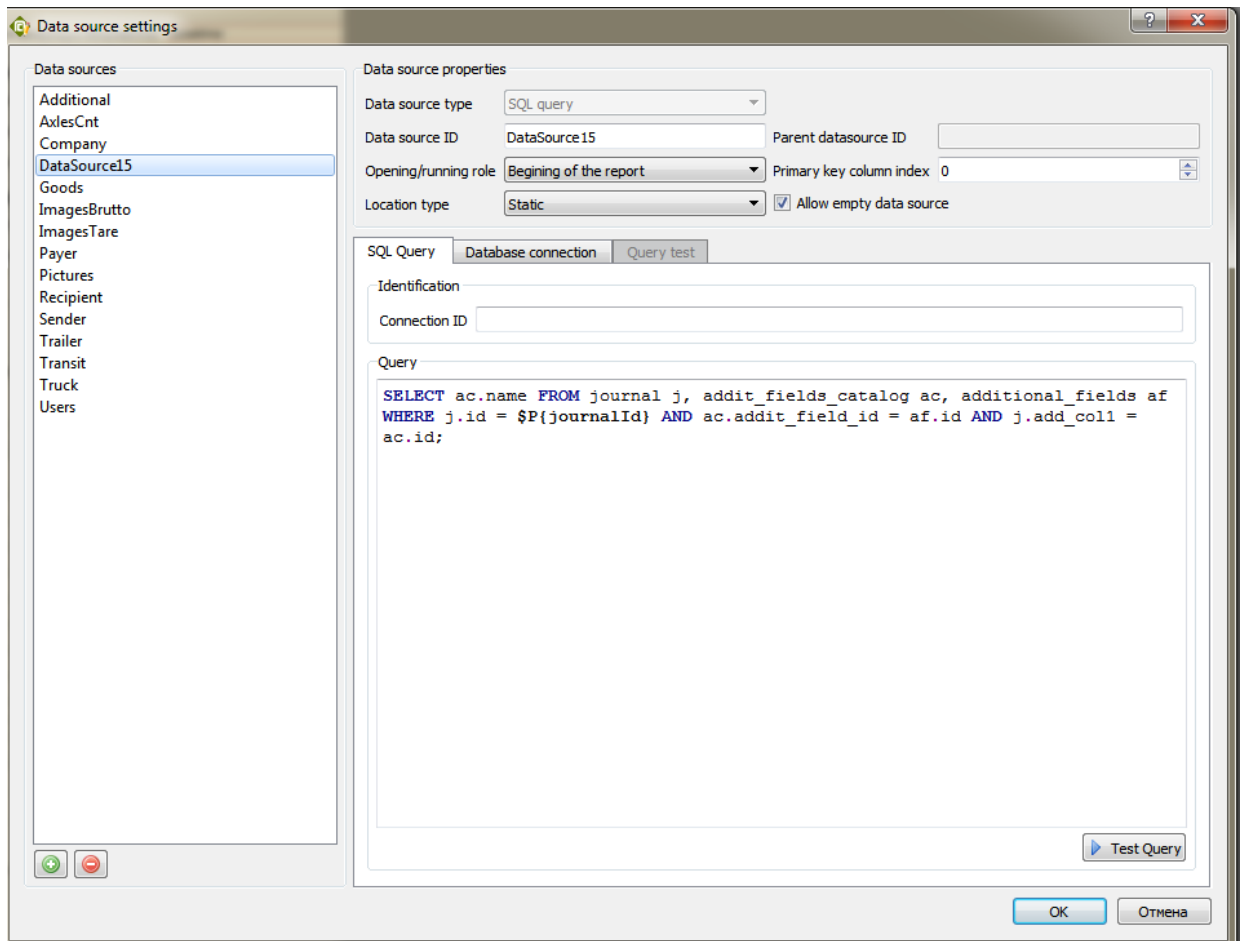 Data source settings
Data sources
Additional
AxlesCnt
Company
DataSource15
Goods
ImagesBrutto
ImagesTare
Payer
Pictures
Recipient
Sender
Trailer
Transit
Truck
Users
Data source properties
Data source type SQL query
Data source ID DataSource15 Parent datasource ID
Opening/running role Begining of the report Primary key column index 0
Location type Static Allow empty data source
SQL Query Database connection Query test
Identification
Connection ID
Query
SELECT ac.name FROM journal j, addit_fields_catalog ac, additional_fields af
WHERE j.id = $P{journalId} AND ac.addit_field_id = af.id AND j.add_col1 =
ac.id;
Test Query
OK Отмена